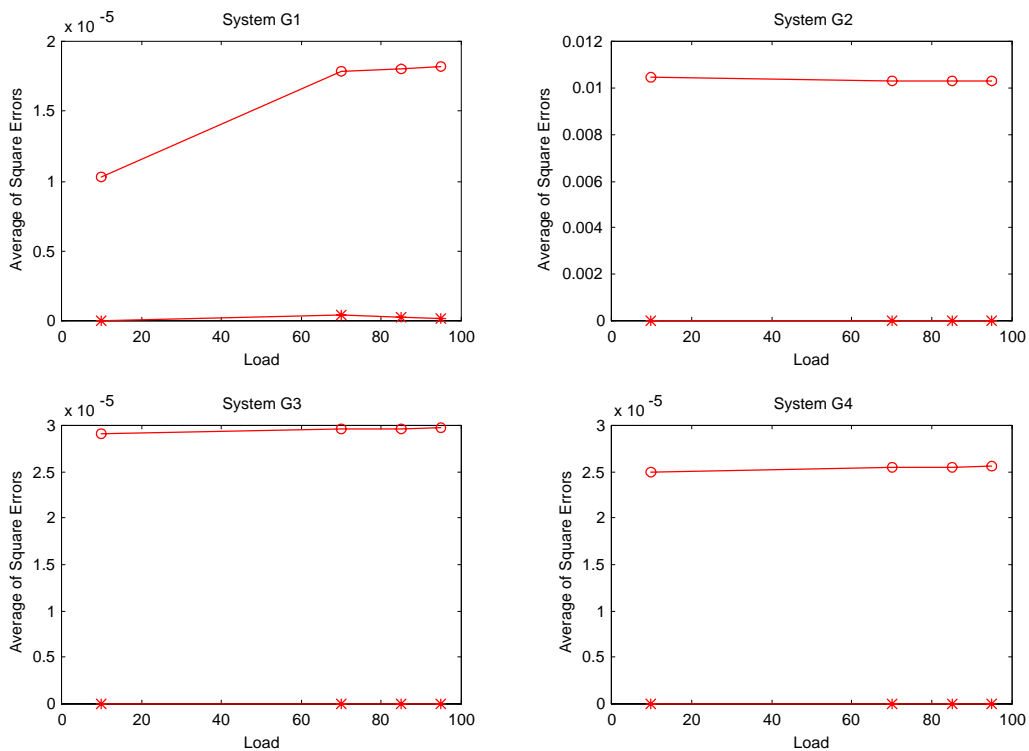 x 10 -5
System G1
Average of Square Errors
2
1.5
1
0.5
0
0 20 40 60 80 100
Load
System G2
Average of Square Errors
0.012
0.01
0.008
0.006
0.004
0.002
0
0 20 40 60 80 100
Load
x 10 -5
System G3
Average of Square Errors
3
2.5
2
1.5
1
0.5
0
0 20 40 60 80 100
Load
x 10 -5
System G4
Average of Square Errors
3
2.5
2
1.5
1
0.5
0
0 20 40 60 80 100
Load